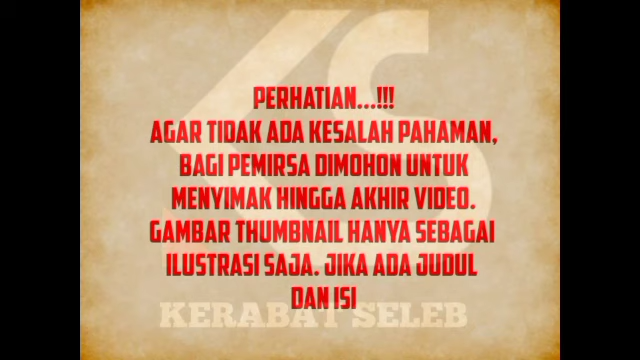 PERHATIAN...!!!
AGAR TIDAK ADA KESALAH PAHAMAN,
BAGI PEMIRSA DIMOHON UNTUK
MENYIMAK HINGGA AKHIR VIDEO.
GAMBAR THUMBNAIL HANYA SEBAGAI
ILUSTRASI SAJA. JIKA ADA JUDUL
DAN ISI
KERABAT SELEB